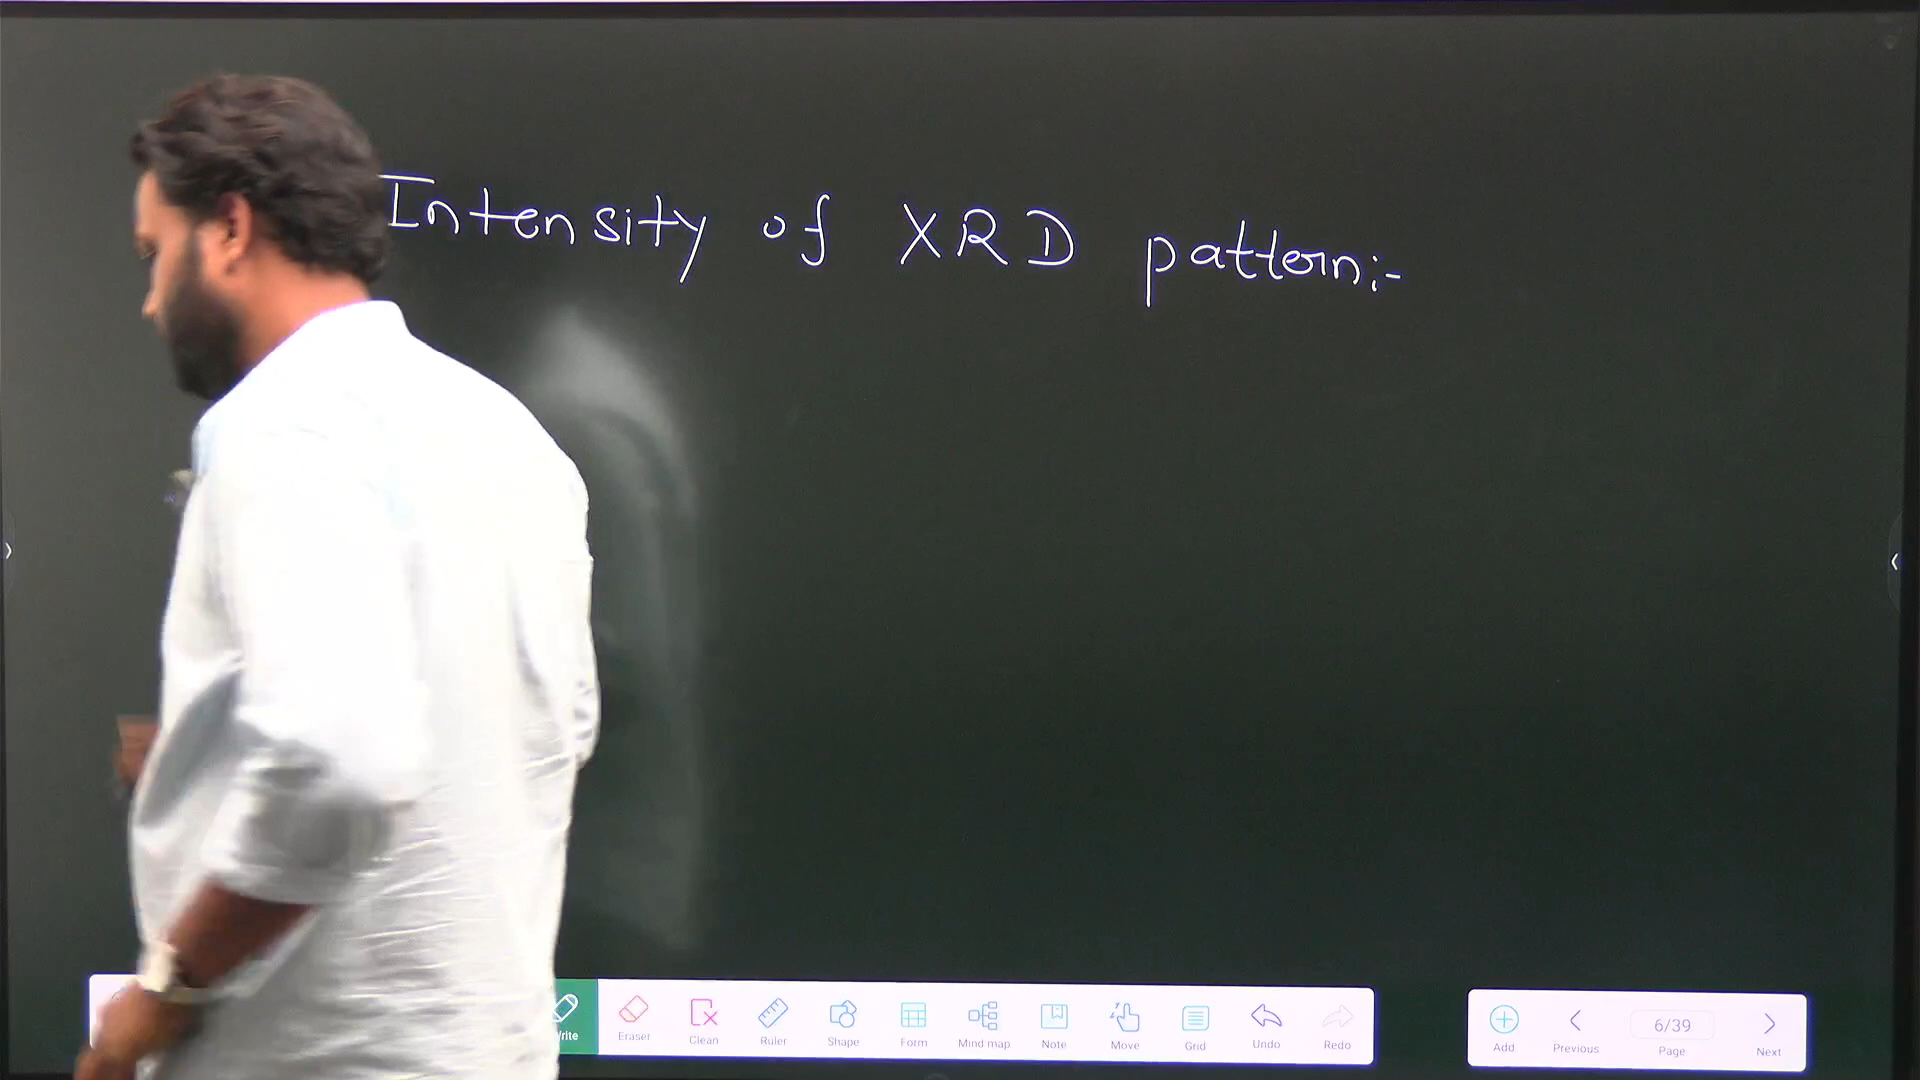 Intensity of XRD pattern:-
Write Eraser Clean Ruler Shape Form Mind map Note Move Grid Undo Redo
Add Previous 6/39 Page Next